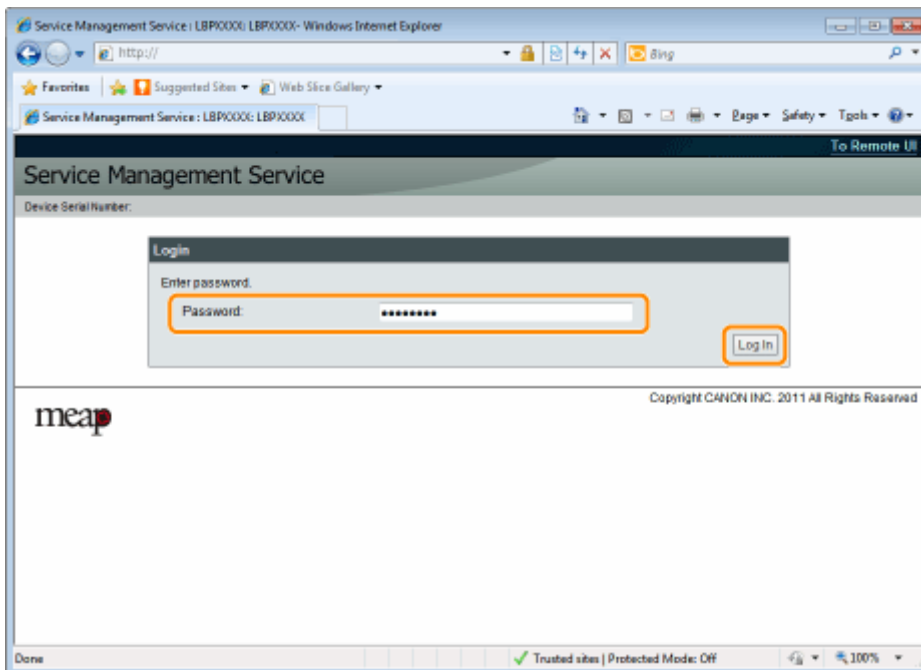 Service Management Service : LBPXXXX: LBPXXXX- Windows Internet Explorer
http:// Bing
Favorites Suggested Sites Web Slice Gallery
Service Management Service : LBPXXXX: LBPXXXX Page Safety Tools
To Remote UI
Service Management Service
Device Serial Number:
Login
Enter password.
Password: ••••••••
Log In
Copyright CANON INC. 2011 All Rights Reserved
meap
Done Trusted sites | Protected Mode: Off 100%